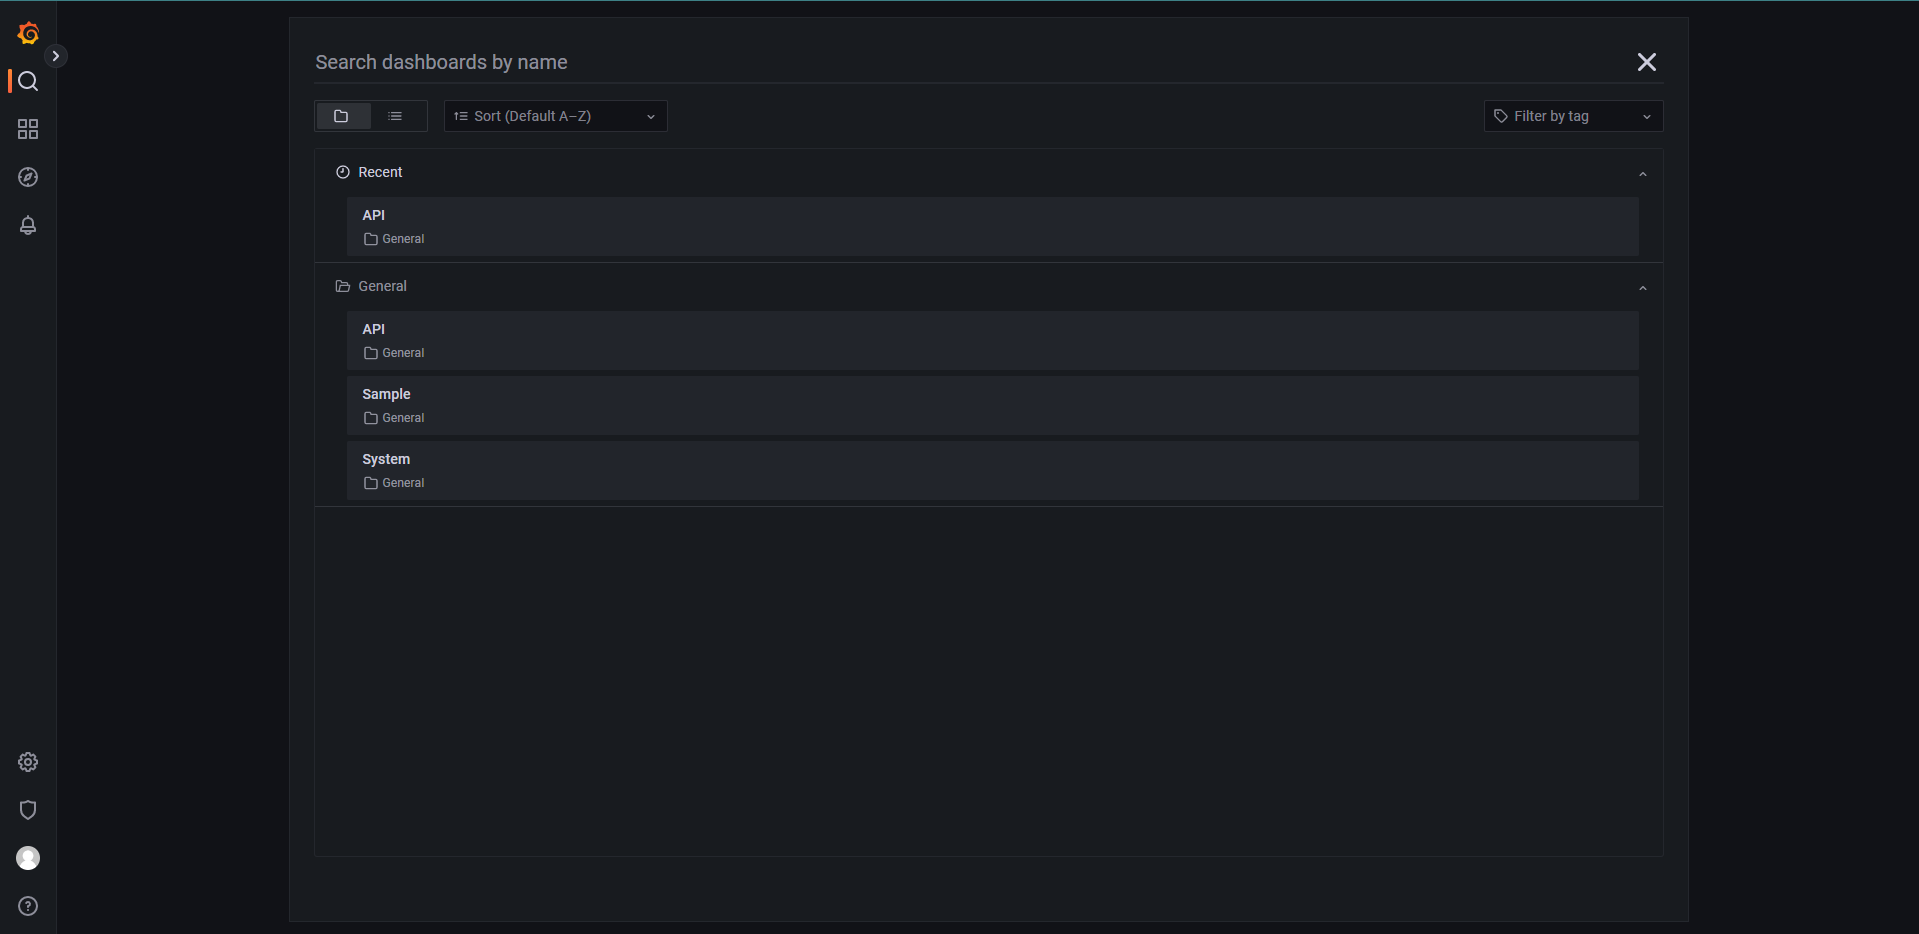 Search dashboards by name
Sort (Default A–Z)
Filter by tag
Recent
API
General
General
API
General
Sample
General
System
General